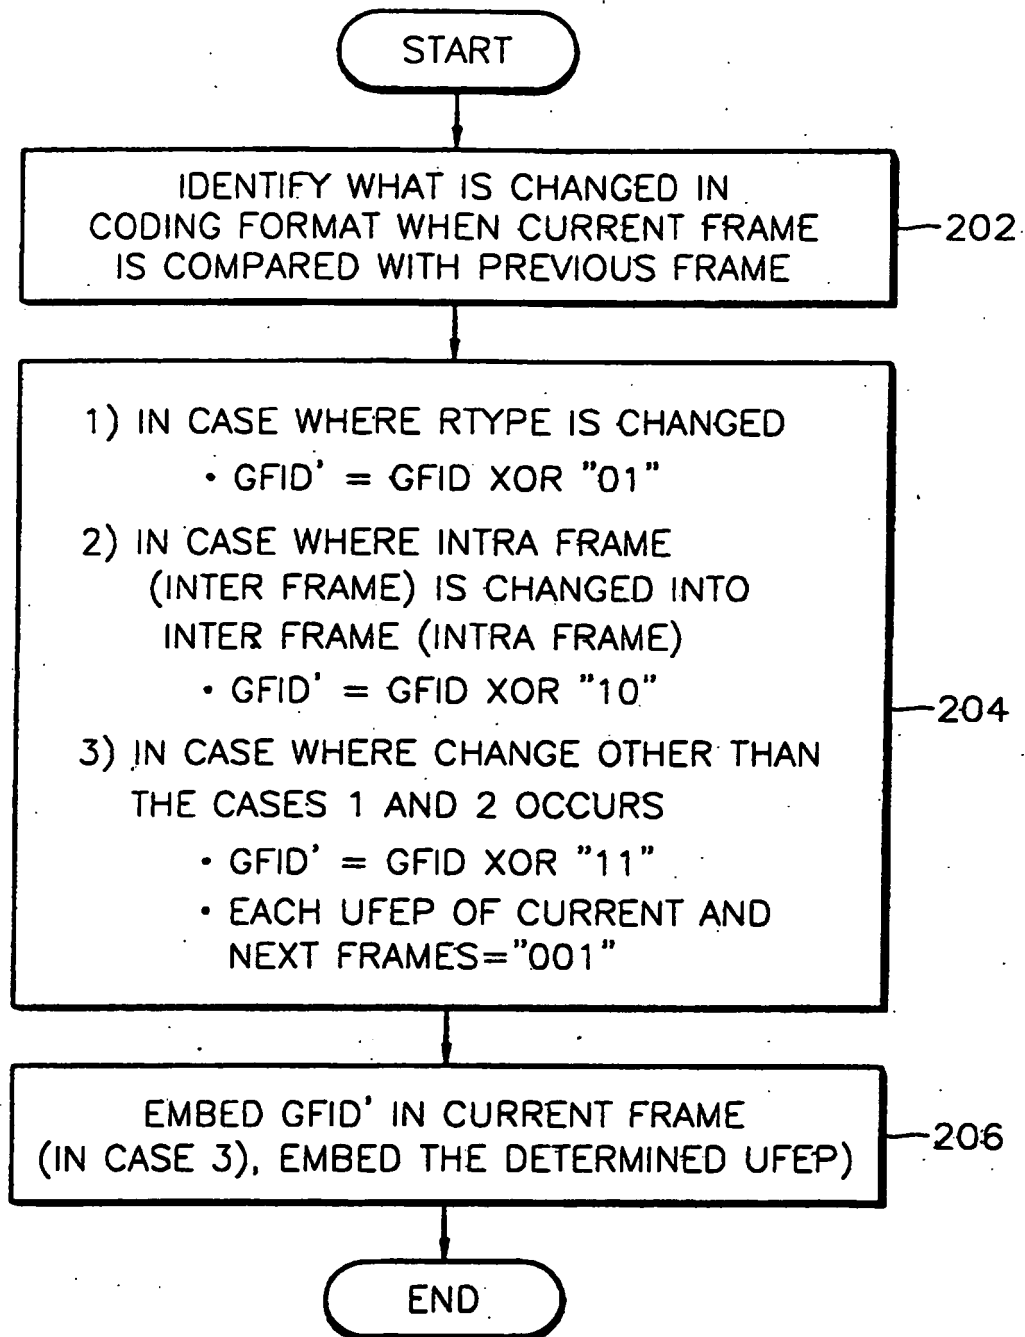 START
IDENTIFY WHAT IS CHANGED IN
CODING FORMAT WHEN CURRENT FRAME
IS COMPARED WITH PREVIOUS FRAME
202
1) IN CASE WHERE RTYPE IS CHANGED
• GFID' = GFID XOR "01"
2) IN CASE WHERE INTRA FRAME
(INTER FRAME) IS CHANGED INTO
INTER FRAME (INTRA FRAME)
• GFID' = GFID XOR "10"
204
3) IN CASE WHERE CHANGE OTHER THAN
THE CASES 1 AND 2 OCCURS
• GFID' = GFID XOR "11"
• EACH UFEP OF CURRENT AND
NEXT FRAMES="001"
EMBED GFID' IN CURRENT FRAME
(IN CASE 3), EMBED THE DETERMINED UFEP)
206
END